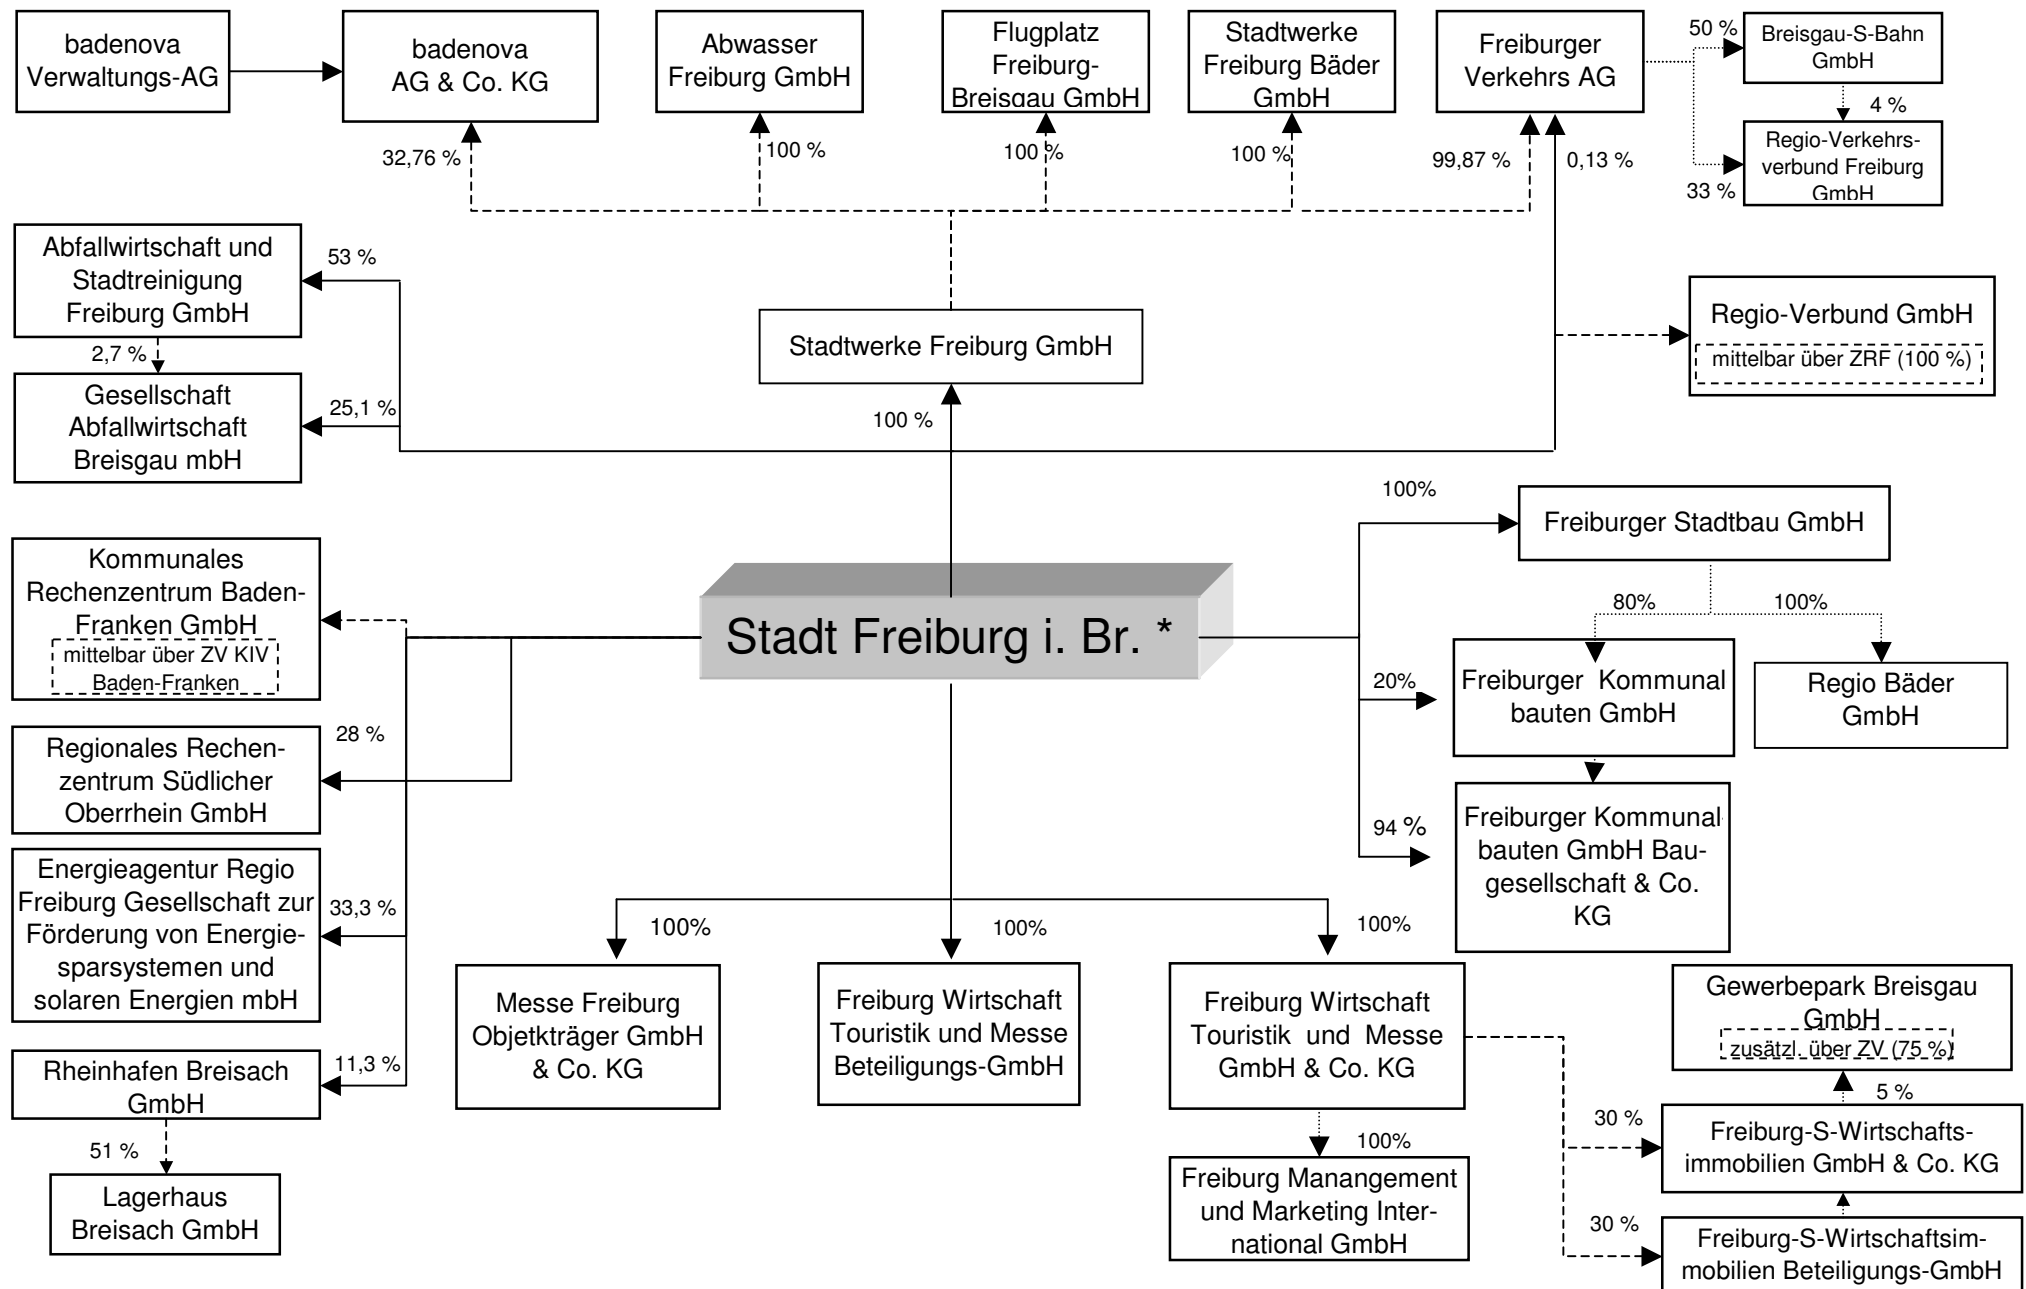 badenova
Verwaltungs-AG
badenova
AG & Co. KG
Abwasser
Freiburg GmbH
Flugplatz
Freiburg-
Breisgau GmbH
Stadtwerke
Freiburg Bäder
GmbH
Freiburger
Verkehrs AG
50 %
Breisgau-S-Bahn
GmbH
4 %
Regio-Verkehrs-
verbund Freiburg
GmbH
33 %
32,76 %
100 %
100 %
100 %
99,87 %
0,13 %
Abfallwirtschaft und
Stadtreinigung
Freiburg GmbH
53 %
2,7 %
Gesellschaft
Abfallwirtschaft
Breisgau mbH
25,1 %
Stadtwerke Freiburg GmbH
100 %
Regio-Verbund GmbH
mittelbar über ZRF (100 %)
100%
Freiburger Stadtbau GmbH
80%
100%
Kommunales
Rechenzentrum Baden-
Franken GmbH
mittelbar über ZV KIV
Baden-Franken
Stadt Freiburg i. Br. *
20%
Freiburger  Kommunal
bauten GmbH
Regio Bäder
GmbH
28 %
Regionales Rechen-
zentrum Südlicher
Oberrhein GmbH
94 %
Freiburger Kommunal-
bauten GmbH Bau-
gesellschaft & Co.
KG
Energieagentur Regio
Freiburg Gesellschaft zur
Förderung von Energie-
sparsystemen und
solaren Energien mbH
33,3 %
100%
100%
100%
Messe Freiburg
Objetkträger GmbH
& Co. KG
Freiburg Wirtschaft
Touristik und Messe
Beteiligungs-GmbH
Freiburg Wirtschaft
Touristik  und  Messe
GmbH & Co. KG
Gewerbepark Breisgau
GmbH
zusätzl. über ZV (75 %)
5 %
Rheinhafen Breisach
GmbH
11,3 %
51 %
Lagerhaus
Breisach GmbH
100%
Freiburg Manangement
und Marketing Inter-
national GmbH
30 %
Freiburg-S-Wirtschafts-
immobilien GmbH & Co. KG
30 %
Freiburg-S-Wirtschaftsim-
mobilien Beteiligungs-GmbH